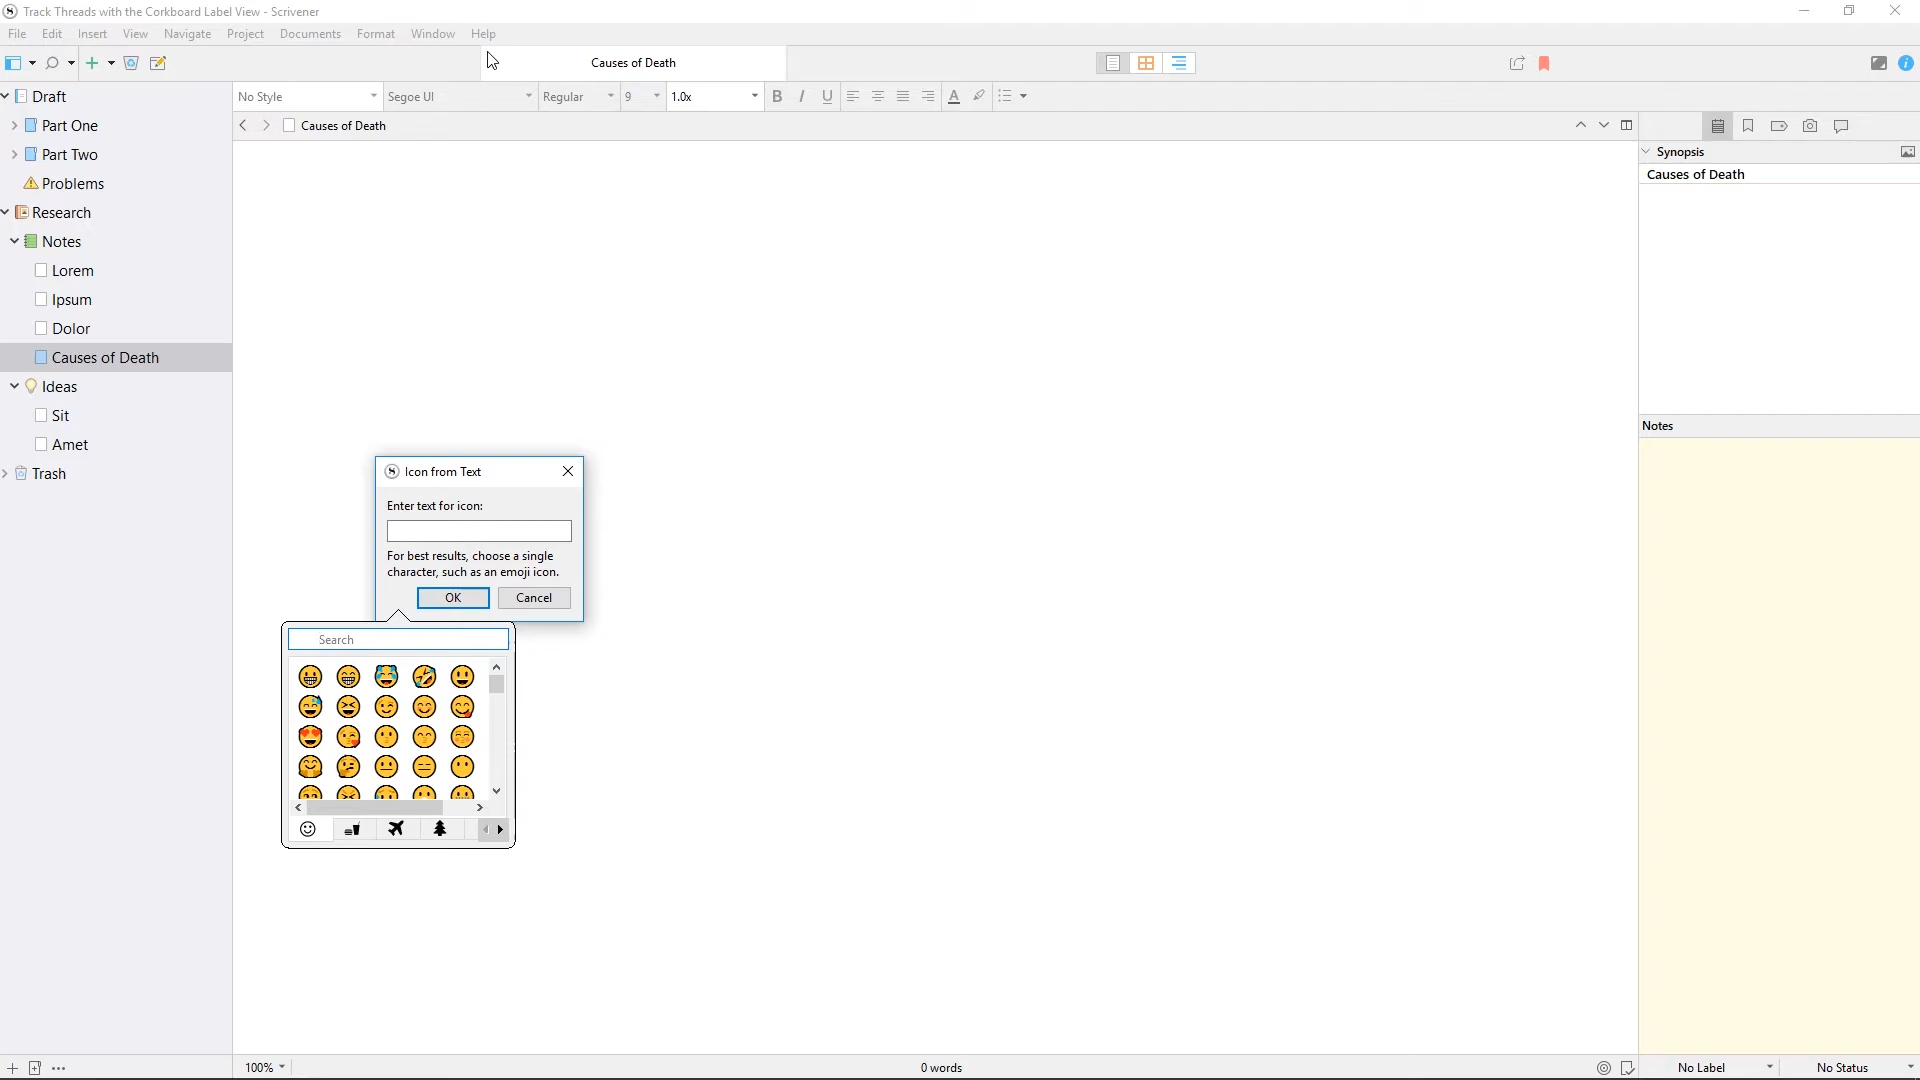 Track Threads with the Corkboard Label View - Scrivener
File Edit Insert View Navigate Project Documents Format Window Help
Causes of Death
No Style Segoe UI Regular 9 1.0x B I U A
Causes of Death
Draft
Part One
Part Two
Problems
Research
Notes
Lorem
Ipsum
Dolor
Causes of Death
Ideas
Sit
Amet
Trash
Icon from Text
Enter text for icon:
For best results, choose a single
character, such as an emoji icon.
OK Cancel
Search
Synopsis
Causes of Death
Notes
100% 0 words No Label No Status